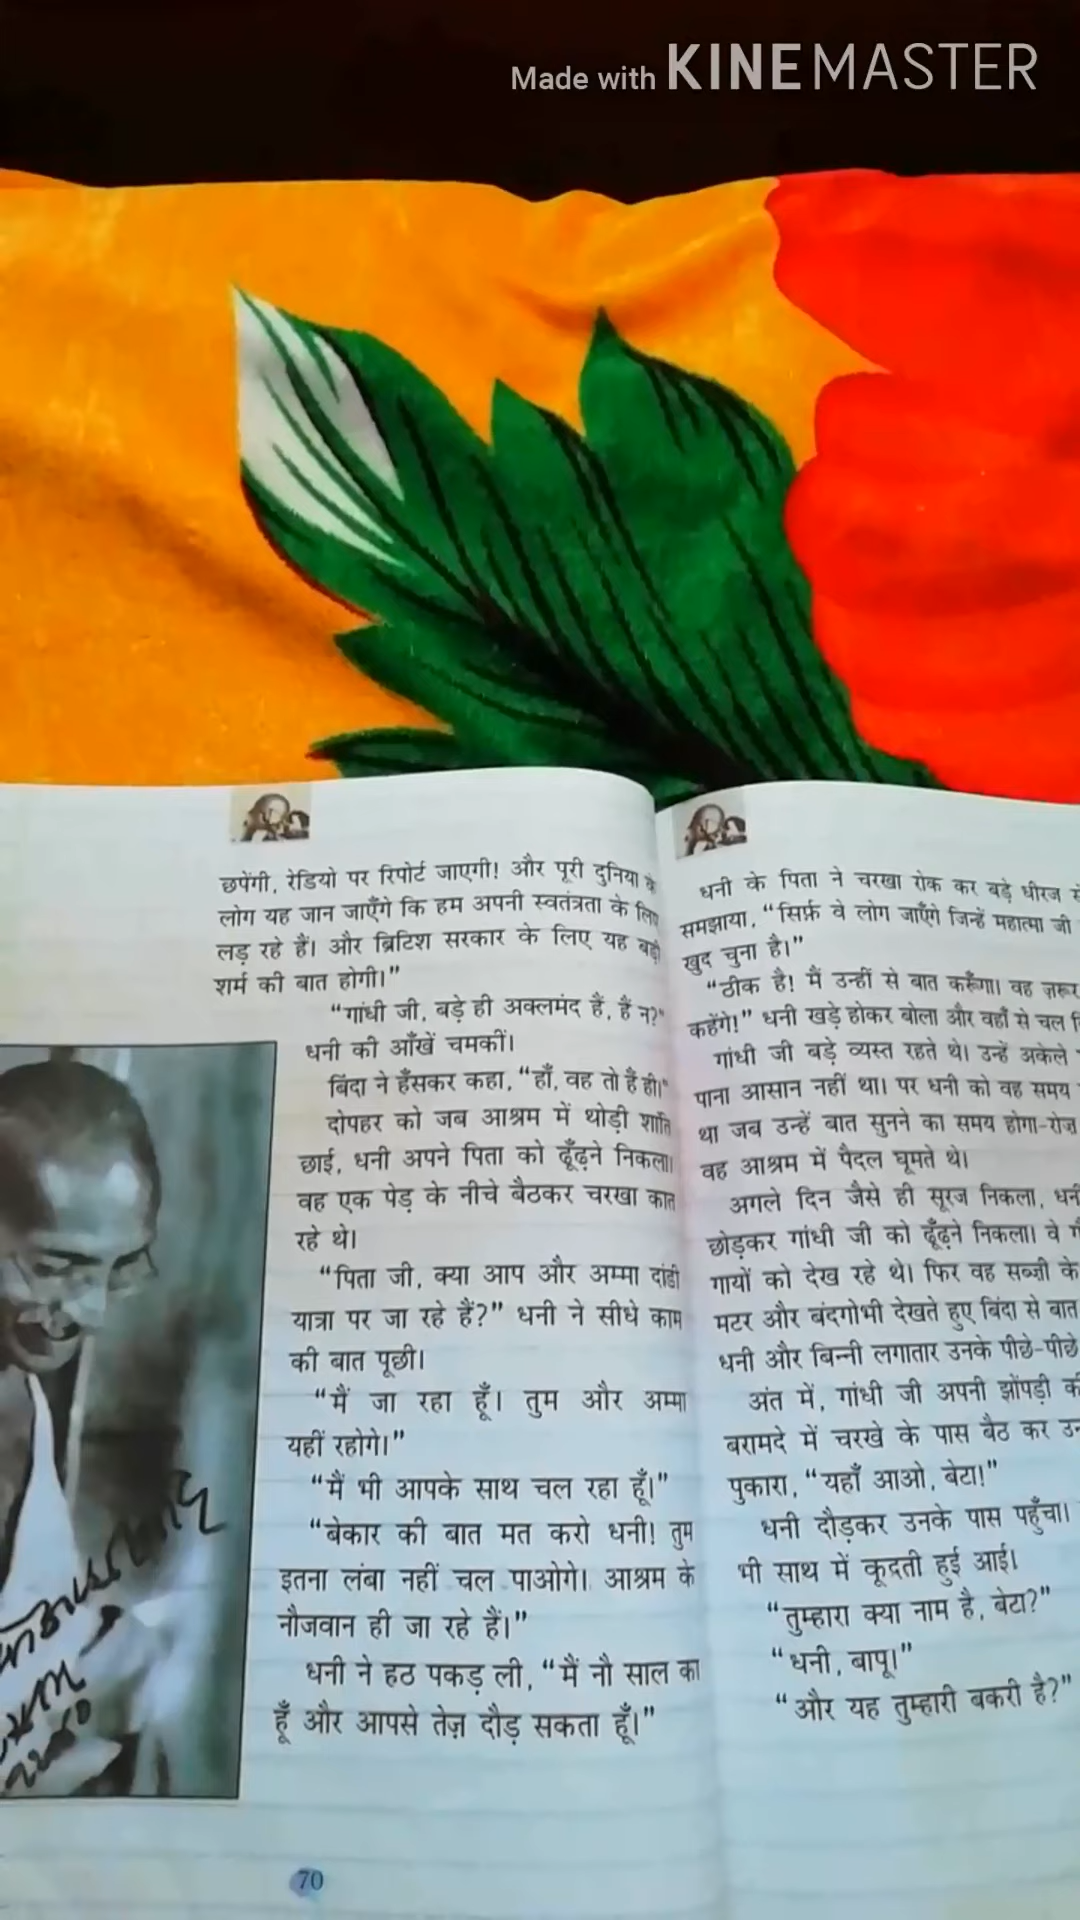 Made with KINEMASTER
छपेंगी, रेडियो पर रिपोर्ट जाएगी! और पूरी दुनिया के
लोग यह जान जाएँगे कि हम अपनी स्वतंत्रता के लिए
लड़ रहे हैं। और ब्रिटिश सरकार के लिए यह बड़ी
शर्म की बात होगी।”
“गांधी जी, बड़े ही अक्लमंद हैं, हैं न?”
धनी की आँखें चमकीं।
बिंदा ने हँसकर कहा, “हाँ, वह तो हैं ही।”
दोपहर को जब आश्रम में थोड़ी शांति
छाई, धनी अपने पिता को ढूँढ़ने निकला।
वह एक पेड़ के नीचे बैठकर चरखा कात
रहे थे।
“पिता जी, क्या आप और अम्मा दांडी
यात्रा पर जा रहे हैं?” धनी ने सीधे काम
की बात पूछी।
“मैं जा रहा हूँ। तुम और अम्मा
यहीं रहोगे।”
“मैं भी आपके साथ चल रहा हूँ।”
“बेकार की बात मत करो धनी! तुम
इतना लंबा नहीं चल पाओगे। आश्रम के
नौजवान ही जा रहे हैं।”
धनी ने हठ पकड़ ली, “मैं नौ साल का
हूँ और आपसे तेज़ दौड़ सकता हूँ।”
70
धनी के पिता ने चरखा रोक कर बड़े धीरज
समझाया, “सिर्फ़ वे लोग जाएँगे जिन्हें महात्मा जी
खुद चुना है।”
“ठीक है! मैं उन्हीं से बात करूँगा। वह ज़रूर
कहेंगे!” धनी खड़े होकर बोला और वहाँ से चल
गांधी जी बड़े व्यस्त रहते थे। उन्हें अकेले
पाना आसान नहीं था। पर धनी को वह समय
था जब उन्हें बात सुनने का समय होगा-रोज़
वह आश्रम में पैदल घूमते थे।
अगले दिन जैसे ही सूरज निकला,
छोड़कर गांधी जी को ढूँढ़ने निकला। वे
गायों को देख रहे थे। फिर वह सब्ज़ी के
मटर और बंदगोभी देखते हुए बिंदा से बात
धनी और बिन्नी लगातार उनके पीछे-पीछे
अंत में, गांधी जी अपनी झोंपड़ी की
बरामदे में चरखे के पास बैठ कर
पुकारा, “यहाँ आओ, बेटा!”
धनी दौड़कर उनके पास पहुँचा।
भी साथ में कूदती हुई आई।
“तुम्हारा क्या नाम है, बेटा?”
“धनी, बापू।”
“और यह तुम्हारी बकरी है?”